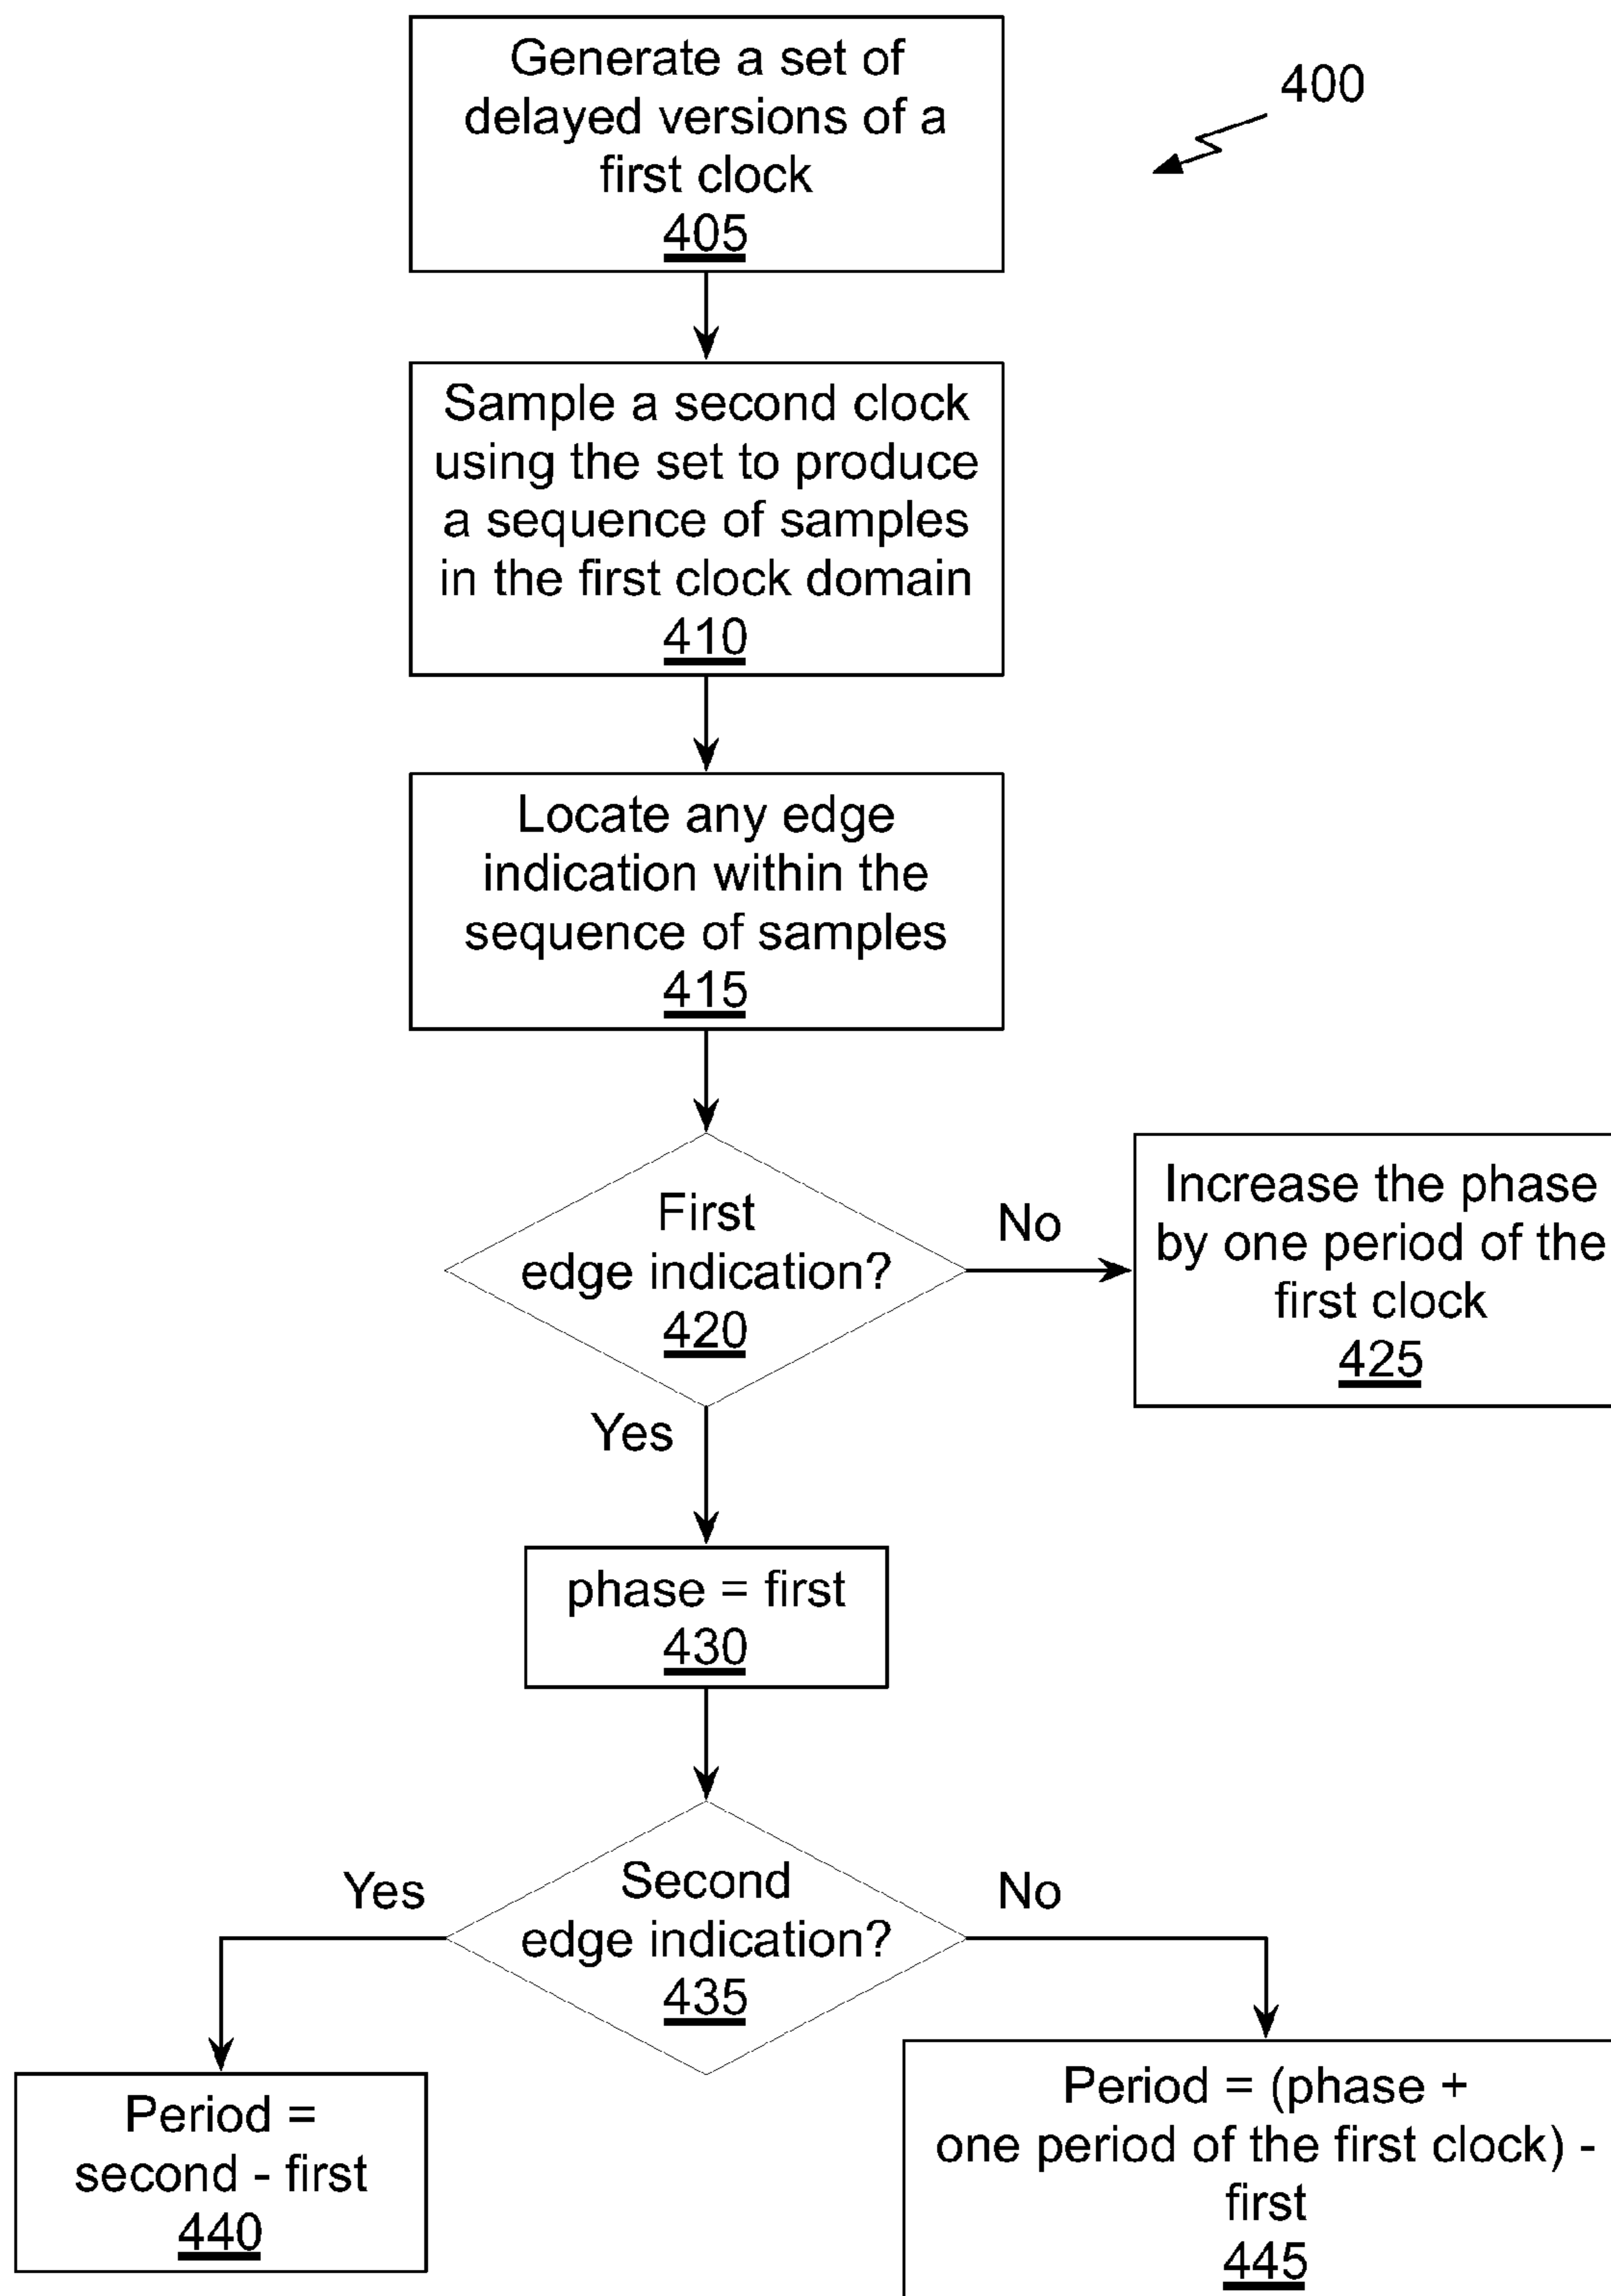 Generate a set of
delayed versions of a
first clock
405
400
Sample a second clock
using the set to produce
a sequence of samples
in the first clock domain
410
Locate any edge
indication within the
sequence of samples
415
First
edge indication?
420
No
Increase the phase
by one period of the
first clock
425
Yes
phase = first
430
Second
edge indication?
435
Yes
No
Period =
second - first
440
Period = (phase +
one period of the first clock) -
first
445